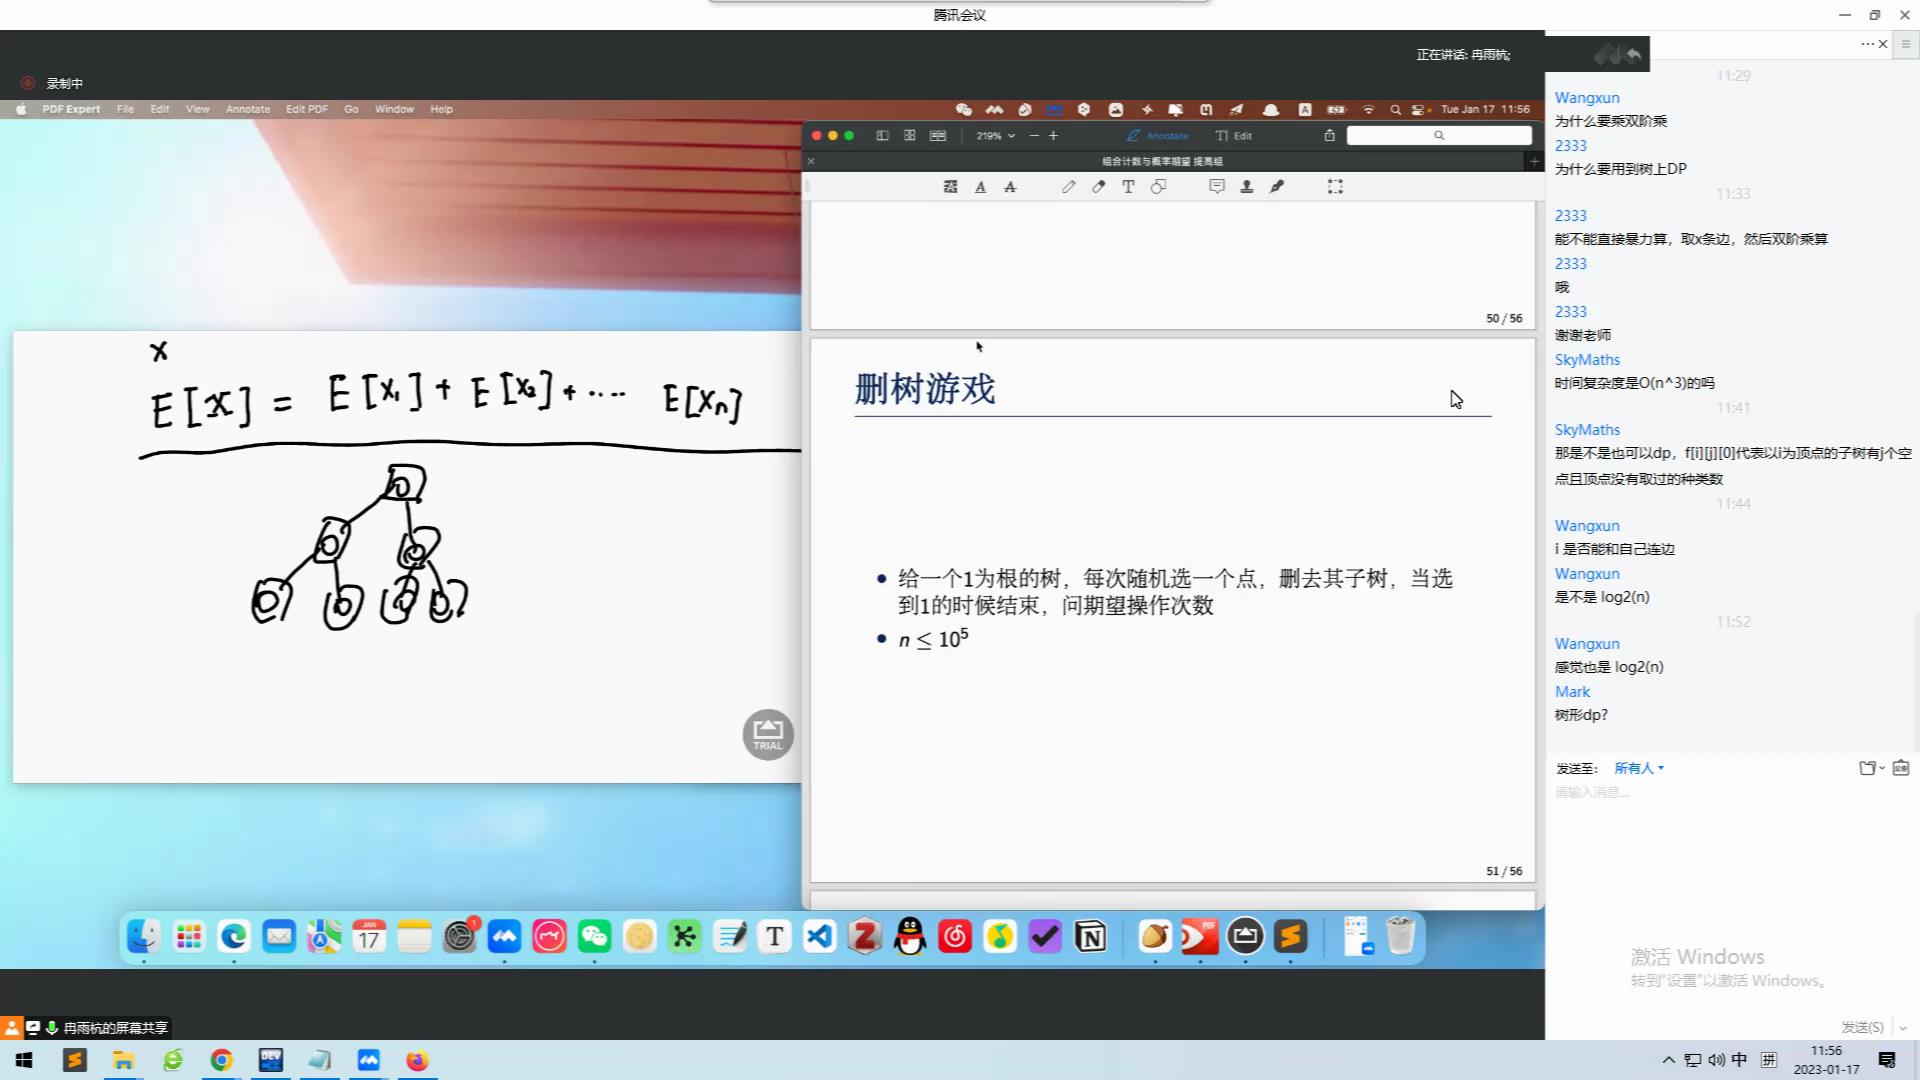 腾讯会议
正在讲话: 冉雨杭;
录制中
PDF Expert File Edit View Annotate Edit PDF Go Window Help
Tue Jan 17 11:56
219%
Annotate
Edit
组合计数与概率期望 提高组
50 / 56
x
E[x] = E[x₁] + E[x₂] + ···· E[xₙ]
TRIAL
删树游戏
给一个1为根的树，每次随机选一个点，删去其子树，当选
到1的时候结束，问期望操作次数
n ≤ 10⁵
51 / 56
11:29
Wangxun
为什么要乘双阶乘
2333
为什么要用到树上DP
11:33
2333
能不能直接暴力算，取x条边，然后双阶乘算
2333
哦
2333
谢谢老师
SkyMaths
时间复杂度是O(n^3)的吗
11:41
SkyMaths
那是不是也可以dp，f[i][j][0]代表以i为顶点的子树有j个空
点且顶点没有取过的种类数
11:44
Wangxun
i 是否能和自己连边
Wangxun
是不是 log2(n)
11:52
Wangxun
感觉也是 log2(n)
Mark
树形dp?
发送至: 所有人
请输入消息...
激活 Windows
转到"设置"以激活 Windows。
发送(S)
JAN
17
冉雨杭的屏幕共享
中
拼
11:56
2023-01-17